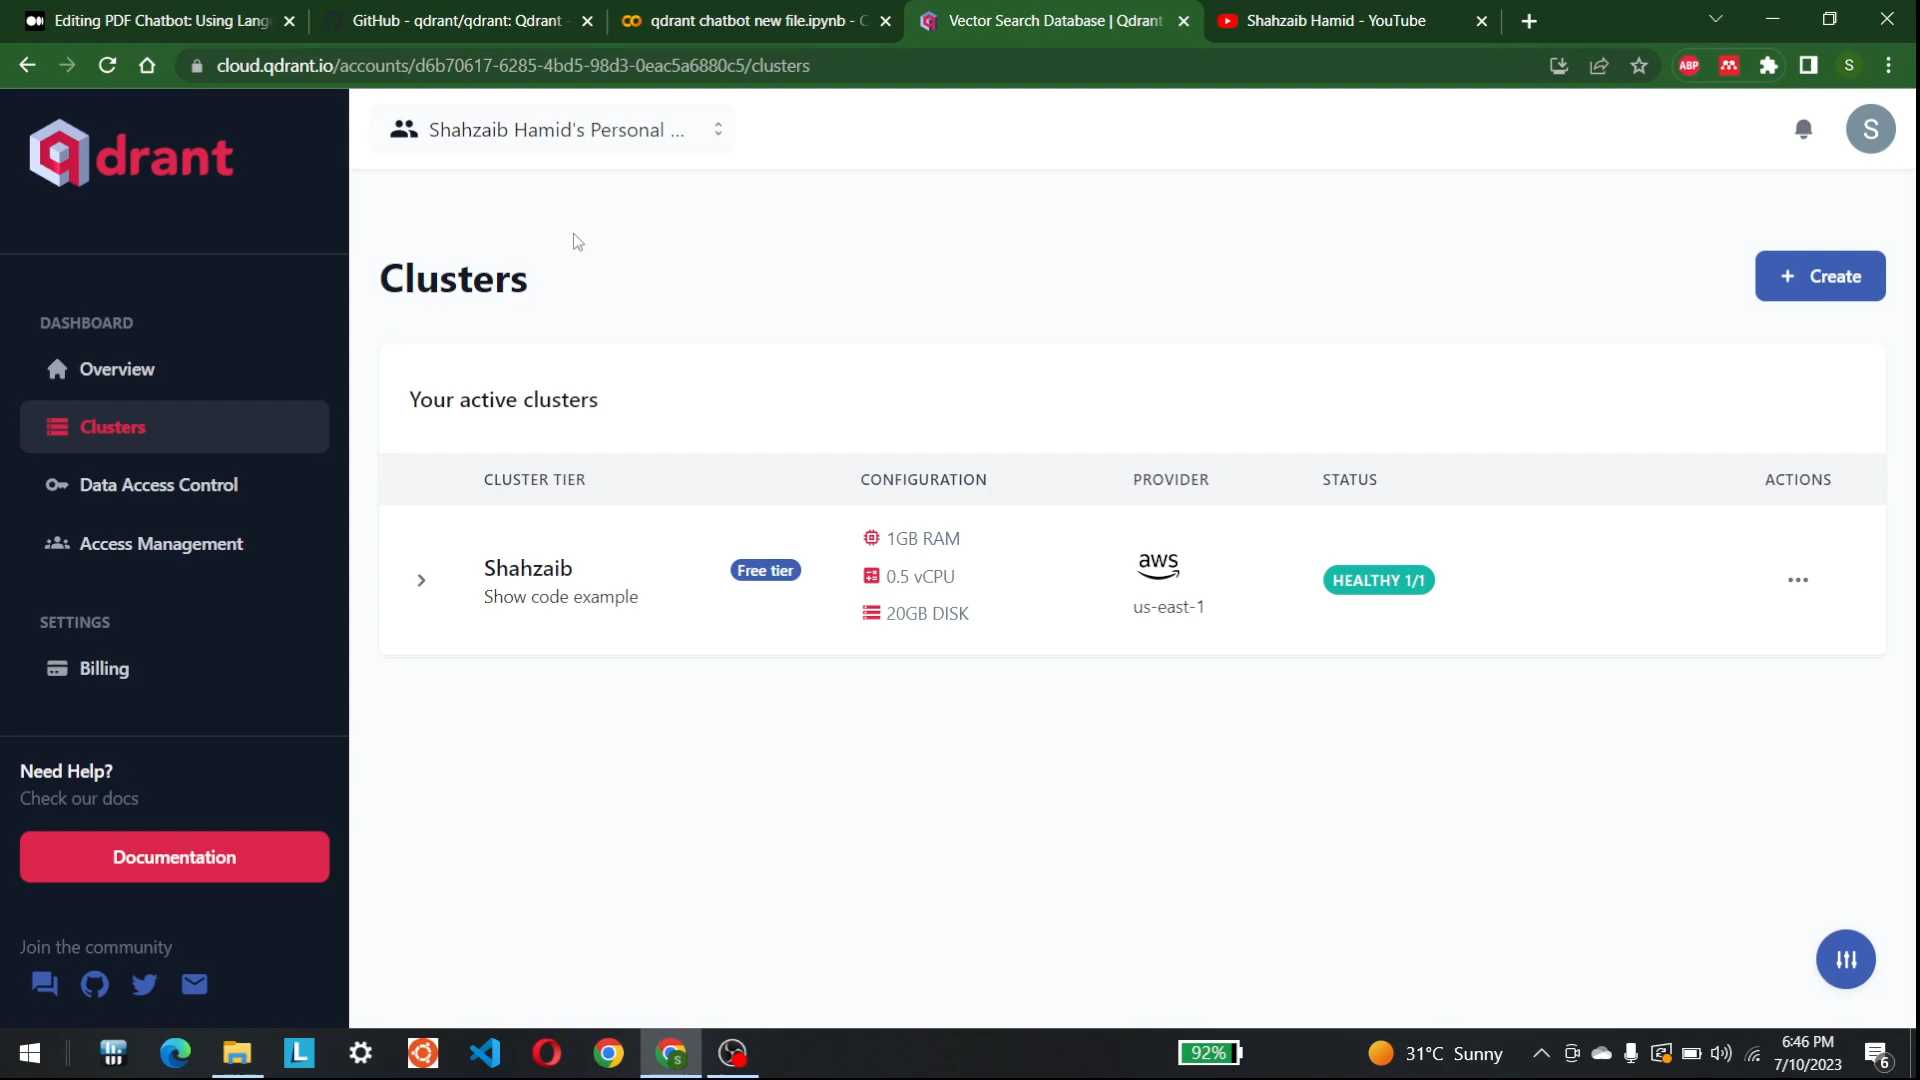 Editing PDF Chatbot: Using Lang
GitHub - qdrant/qdrant: Qdrant -
qdrant chatbot new file.ipynb - C
Vector Search Database | Qdrant
Shahzaib Hamid - YouTube
cloud.qdrant.io/accounts/d6b70617-6285-4bd5-98d3-0eac5a6880c5/clusters
ABP
S
qdrant
Shahzaib Hamid's Personal ...
S
Clusters
+ Create
DASHBOARD
Overview
Clusters
Data Access Control
Access Management
SETTINGS
Billing
Need Help?
Check our docs
Documentation
Join the community
Your active clusters
CLUSTER TIER CONFIGURATION PROVIDER STATUS ACTIONS
Shahzaib
Show code example
Free tier
1GB RAM
0.5 vCPU
20GB DISK
aws
us-east-1
HEALTHY 1/1
L
S
92%
31°C Sunny
6:46 PM
7/10/2023
6